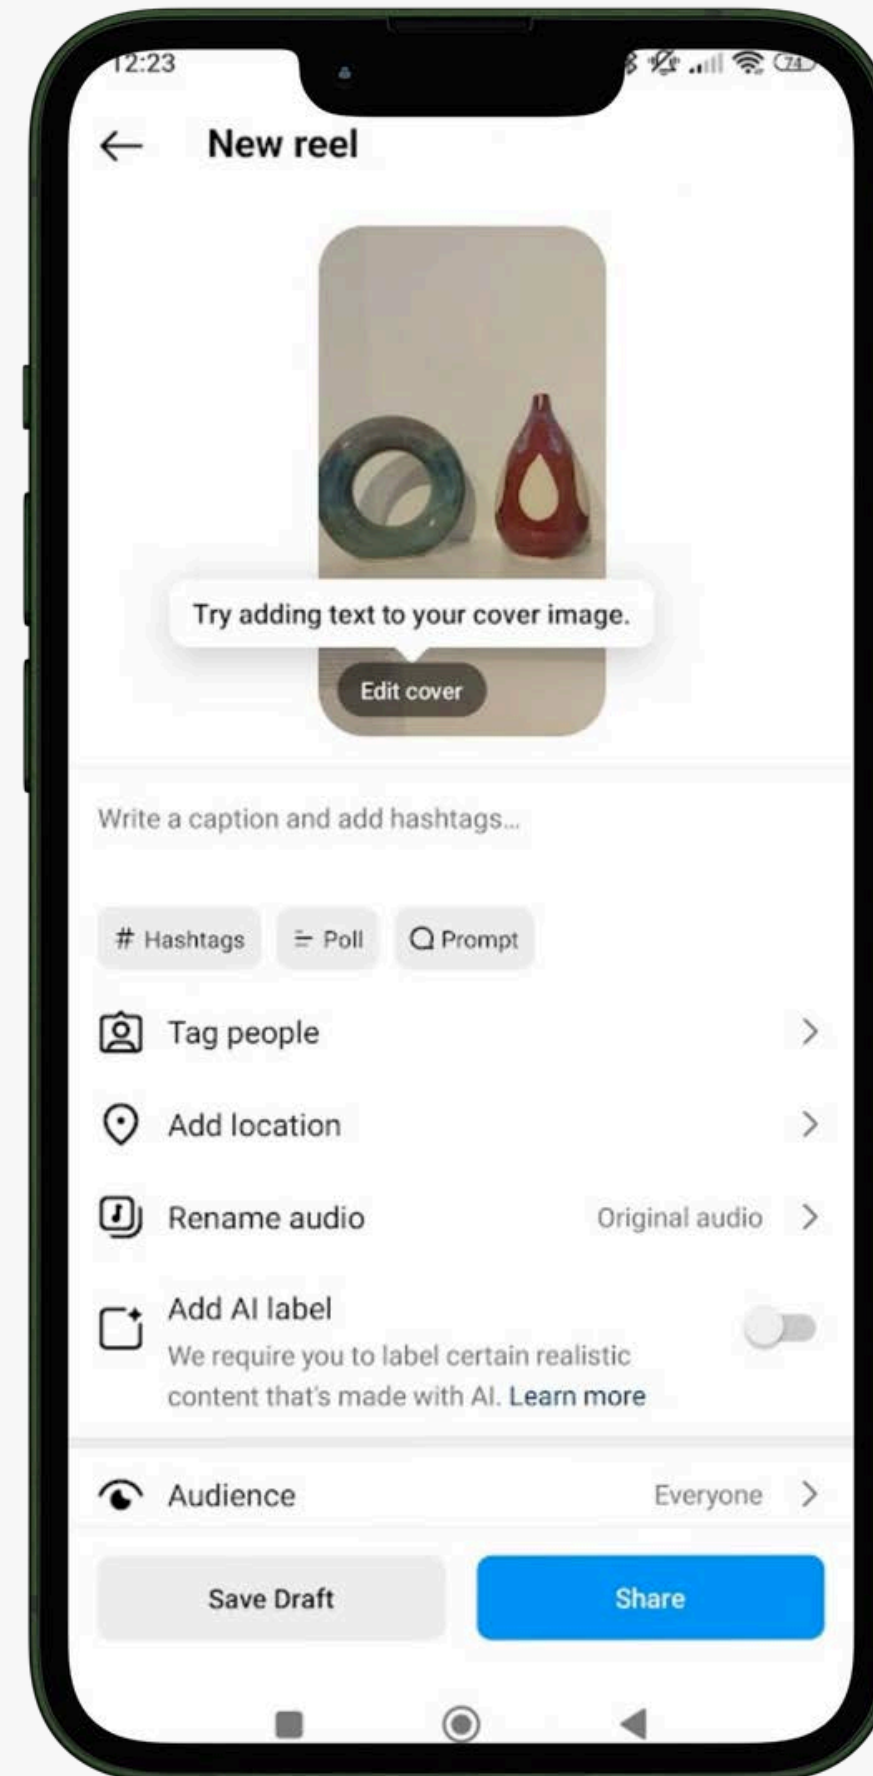 12:23
74
New reel
Try adding text to your cover image.
Edit cover
Write a caption and add hashtags...
# Hashtags
Poll
Prompt
Tag people
Add location
Rename audio
Original audio
Add AI label
We require you to label certain realistic
content that's made with AI. Learn more
Audience
Everyone
Save Draft
Share